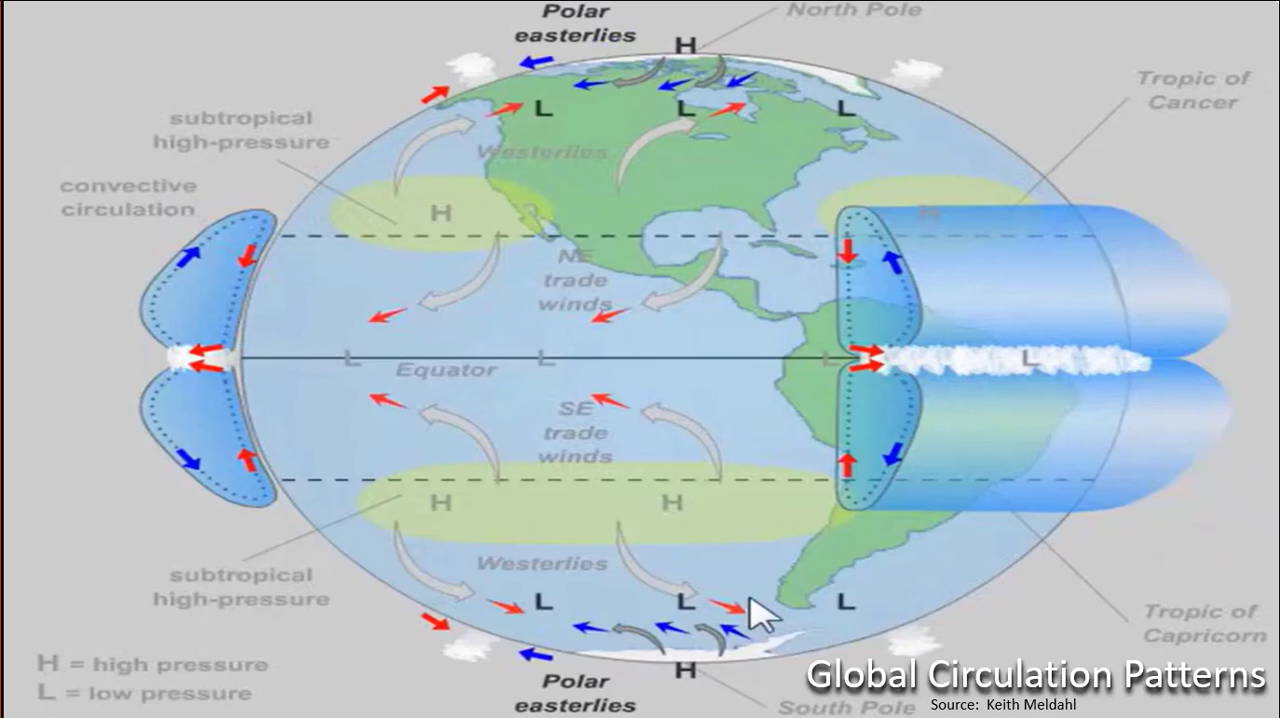 Polar
easterlies
H
North Pole
Tropic of
Cancer
L
L
L
subtropical
high-pressure
Westerlies
convective
circulation
H
H
NE
trade
winds
L
L
L
L
Equator
SE
trade
winds
H
H
Westerlies
subtropical
high-pressure
L
L
L
Tropic of
Capricorn
H = high pressure
L = low pressure
H
Polar
easterlies
South Pole
Global Circulation Patterns
Source: Keith Meldahl